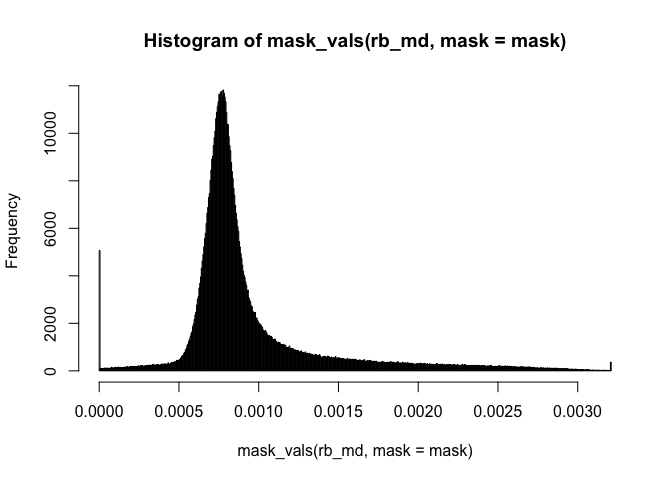 Histogram of mask_vals(rb_md, mask = mask)
Frequency
10000
6000
2000
0
0.0000 0.0005 0.0010 0.0015 0.0020 0.0025 0.0030
mask_vals(rb_md, mask = mask)